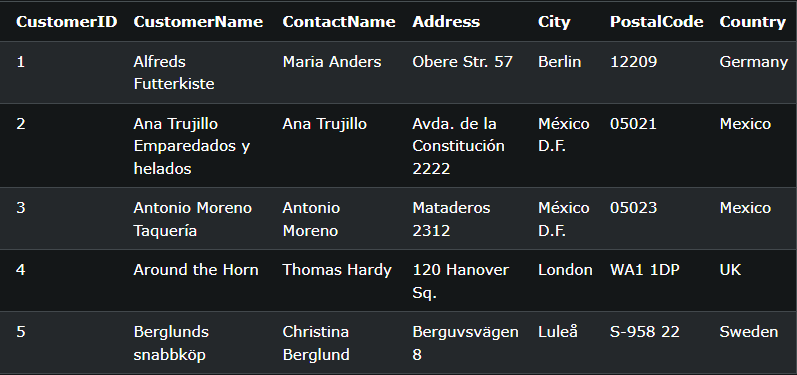 CustomerID CustomerName ContactName Address City PostalCode Country
1 Alfreds Maria Anders Obere Str. 57 Berlin 12209 Germany
Futterkiste
2 Ana Trujillo Ana Trujillo Avda. de la México 05021 Mexico
Emparedados y Constitución D.F.
helados 2222
3 Antonio Moreno Antonio Mataderos México 05023 Mexico
Taquería Moreno 2312 D.F.
4 Around the Horn Thomas Hardy 120 Hanover London WA1 1DP UK
Sq.
5 Berglunds Christina Berguvsvägen Luleå S-958 22 Sweden
snabbköp Berglund 8